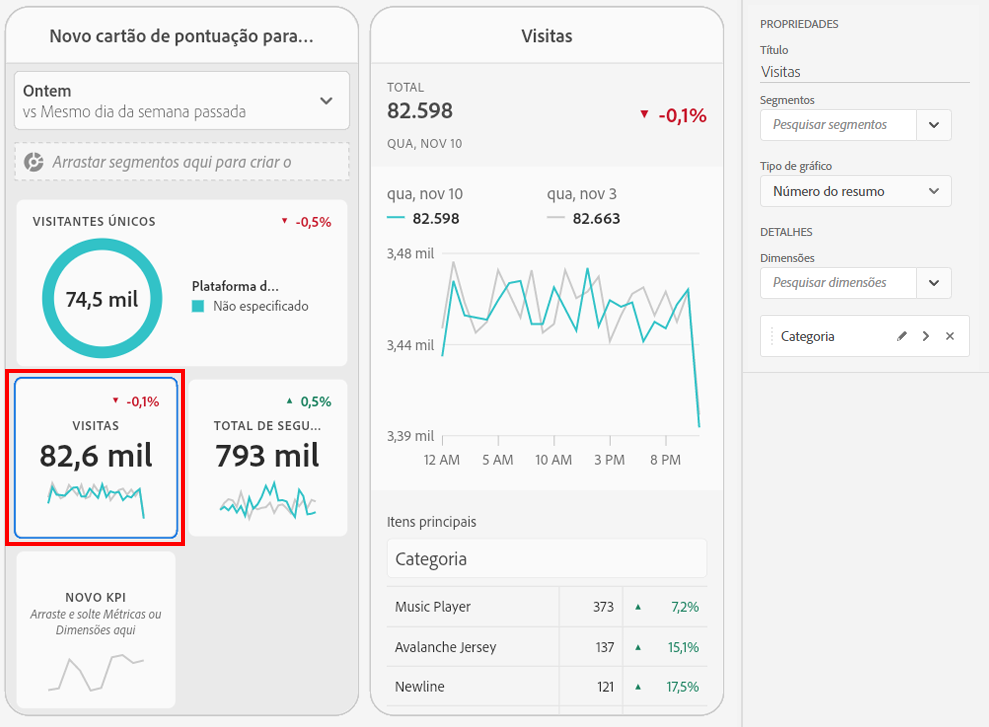 Novo cartão de pontuação para...
Ontem
vs Mesmo dia da semana passada
Arrastar segmentos aqui para criar o
VISITANTES ÚNICOS
-0,5%
74,5 mil
Plataforma d...
Não especificado
-0,1%
VISITAS
82,6 mil
0,5%
TOTAL DE SEGU...
793 mil
NOVO KPI
Arraste e solte Métricas ou
Dimensões aqui
Visitas
TOTAL
82.598
-0,1%
QUA, NOV 10
qua, nov 10
82.598
qua, nov 3
82.663
3,48 mil
3,44 mil
3,39 mil
12 AM 5 AM 10 AM 3 PM 8 PM
Itens principais
Categoria
Music Player 373 7,2%
Avalanche Jersey 137 15,1%
Newline 121 17,5%
PROPRIEDADES
Título
Visitas
Segmentos
Pesquisar segmentos
Tipo de gráfico
Número do resumo
DETALHES
Dimensões
Pesquisar dimensões
Categoria